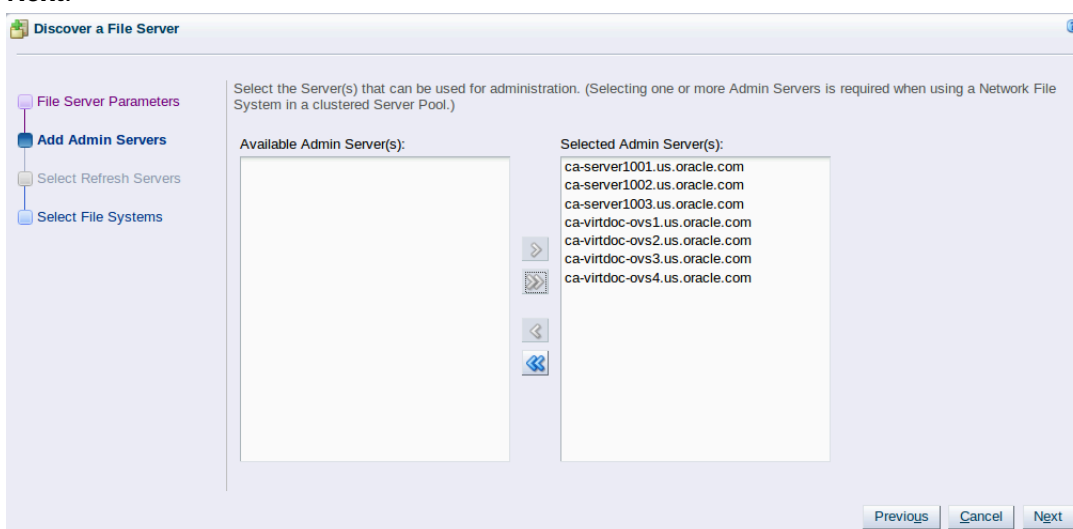 Discover a File Server
File Server Parameters
Add Admin Servers
Select Refresh Servers
Select File Systems
Select the Server(s) that can be used for administration. (Selecting one or more Admin Servers is required when using a Network File
System in a clustered Server Pool.)
Available Admin Server(s):
Selected Admin Server(s):
ca-server1001.us.oracle.com
ca-server1002.us.oracle.com
ca-server1003.us.oracle.com
ca-virtdoc-ovs1.us.oracle.com
ca-virtdoc-ovs2.us.oracle.com
ca-virtdoc-ovs3.us.oracle.com
ca-virtdoc-ovs4.us.oracle.com
Previous Cancel Next